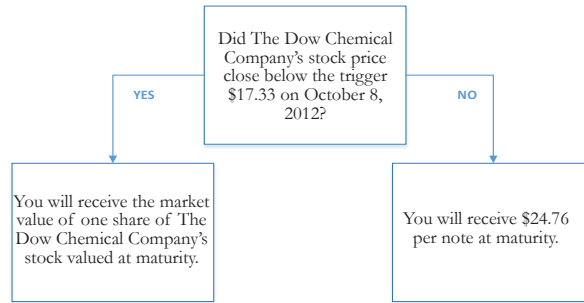 Did The Dow Chemical
Company's stock price
close below the trigger
$17.33 on October 8,
2012?
YES
NO
You will receive the market
value of one share of The
Dow Chemical Company's
stock valued at maturity.
You will receive $24.76
per note at maturity.